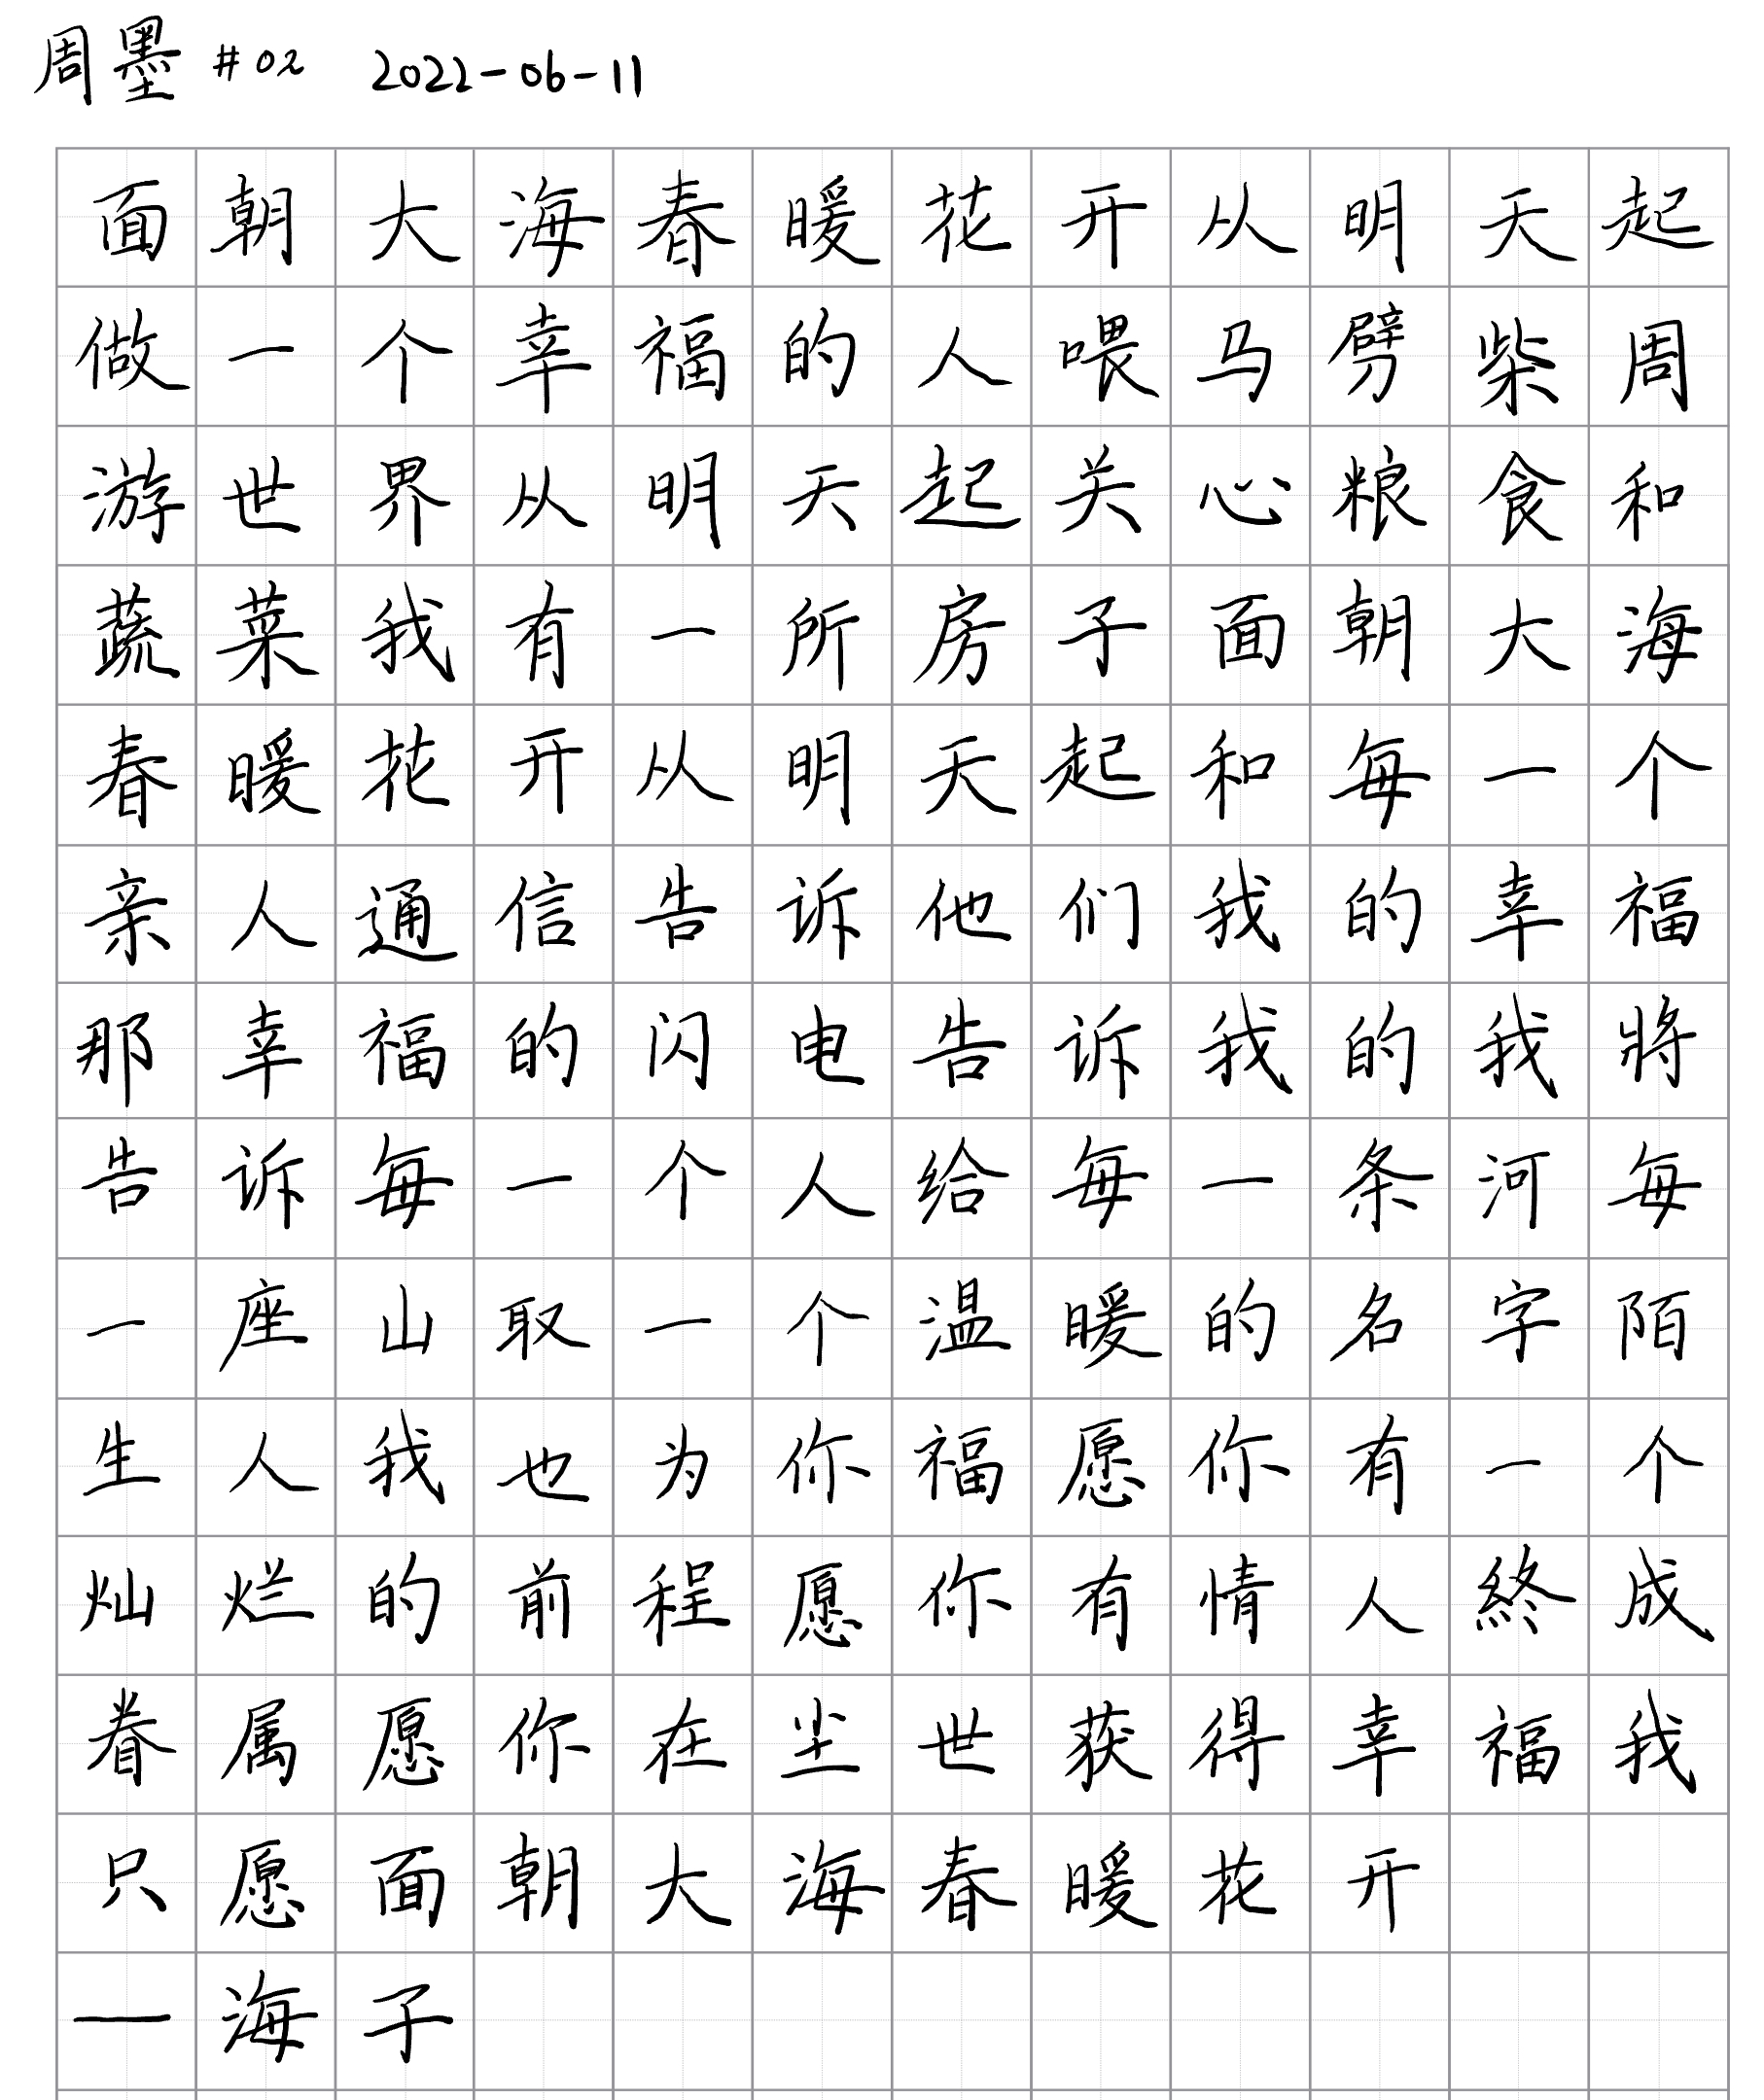 周墨 #02 2022-06-11
面朝大海春暖花开从明天起
做一个幸福的人喂马劈柴周
游世界从明天起关心粮食和
蔬菜我有一所房子面朝大海
春暖花开从明天起和每一个
亲人通信告诉他们我的幸福
那幸福的闪电告诉我的我將
告诉每一个人给每一条河每
一座山取一个温暖的名字陌
生人我也为你福愿你有一个
灿烂的前程愿你有情人終成
眷属愿你在尘世获得幸福我
只愿面朝大海春暖花开
—海子